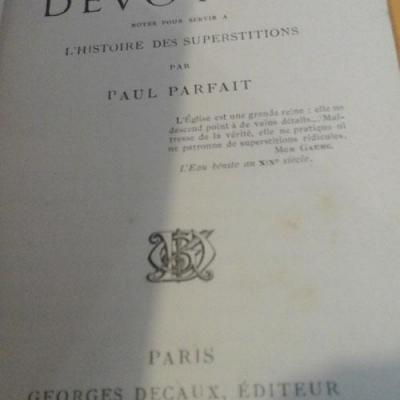 NOTES POUR SERVIR A
L'HISTOIRE DES SUPERSTITIONS
PAR
PAUL PARFAIT
L'Église est une grande reine : elle ne
descend point à de vains détails... Maî-
tresse de la vérité, elle ne pratique ni
ne patronne de superstitions ridicules.
MGR GAUME.
L'Eau bénite au XIXe siècle.
PARIS
GEORGES DECAUX, ÉDITEUR